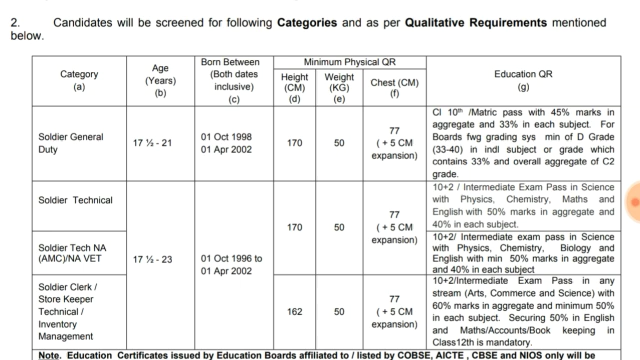 2. Candidates will be screened for following Categories and as per Qualitative Requirements mentioned
below.
Category
(a)
Age
(Years)
(b)
Born Between
(Both dates
inclusive)
(c)
Minimum Physical QR
Height
(CM)
(d)
Weight
(KG)
(e)
Chest (CM)
(f)
Education QR
(g)
Soldier General
Duty
17 ½ - 21
01 Oct 1998
01 Apr 2002
170
50
77
( + 5 CM
expansion)
Cl 10th /Matric pass with 45% marks in
aggregate and 33% in each subject. For
Boards fwg grading sys min of D Grade
(33-40) in indl subject or grade which
contains 33% and overall aggregate of C2
grade.
Soldier Technical
17 ½ - 23
01 Oct 1996 to
01 Apr 2002
170
50
77
( + 5 CM
expansion)
10+2 / Intermediate Exam Pass in Science
with Physics, Chemistry, Maths and
English with 50% marks in aggregate and
40% in each subject.
Soldier Tech NA
(AMC)/NA VET
10+2/ Intermediate exam pass in Science
with Physics, Chemistry, Biology and
English with min 50% marks in aggregate
and 40% in each subject
Soldier Clerk /
Store Keeper
Technical /
Inventory
Management
162
50
77
( + 5 CM
expansion)
10+2/Intermediate Exam Pass in any
stream (Arts, Commerce and Science) with
60% marks in aggregate and minimum 50%
in each subject. Securing 50% in English
and Maths/Accounts/Book keeping in
Class12th is mandatory.
Note. Education Certificates issued by Education Boards affiliated to / listed by COBSE, AICTE , CBSE and NIOS only will be